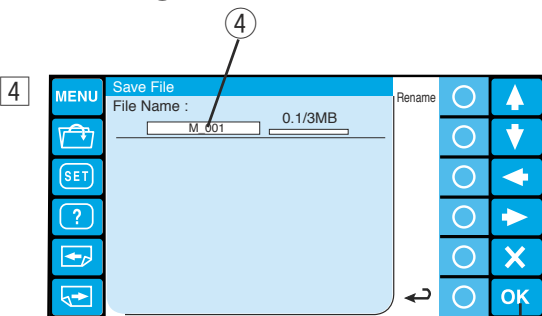 ④
4
MENU
Save File
Rename
File Name :
0.1/3MB
M_001
SET
?
OK